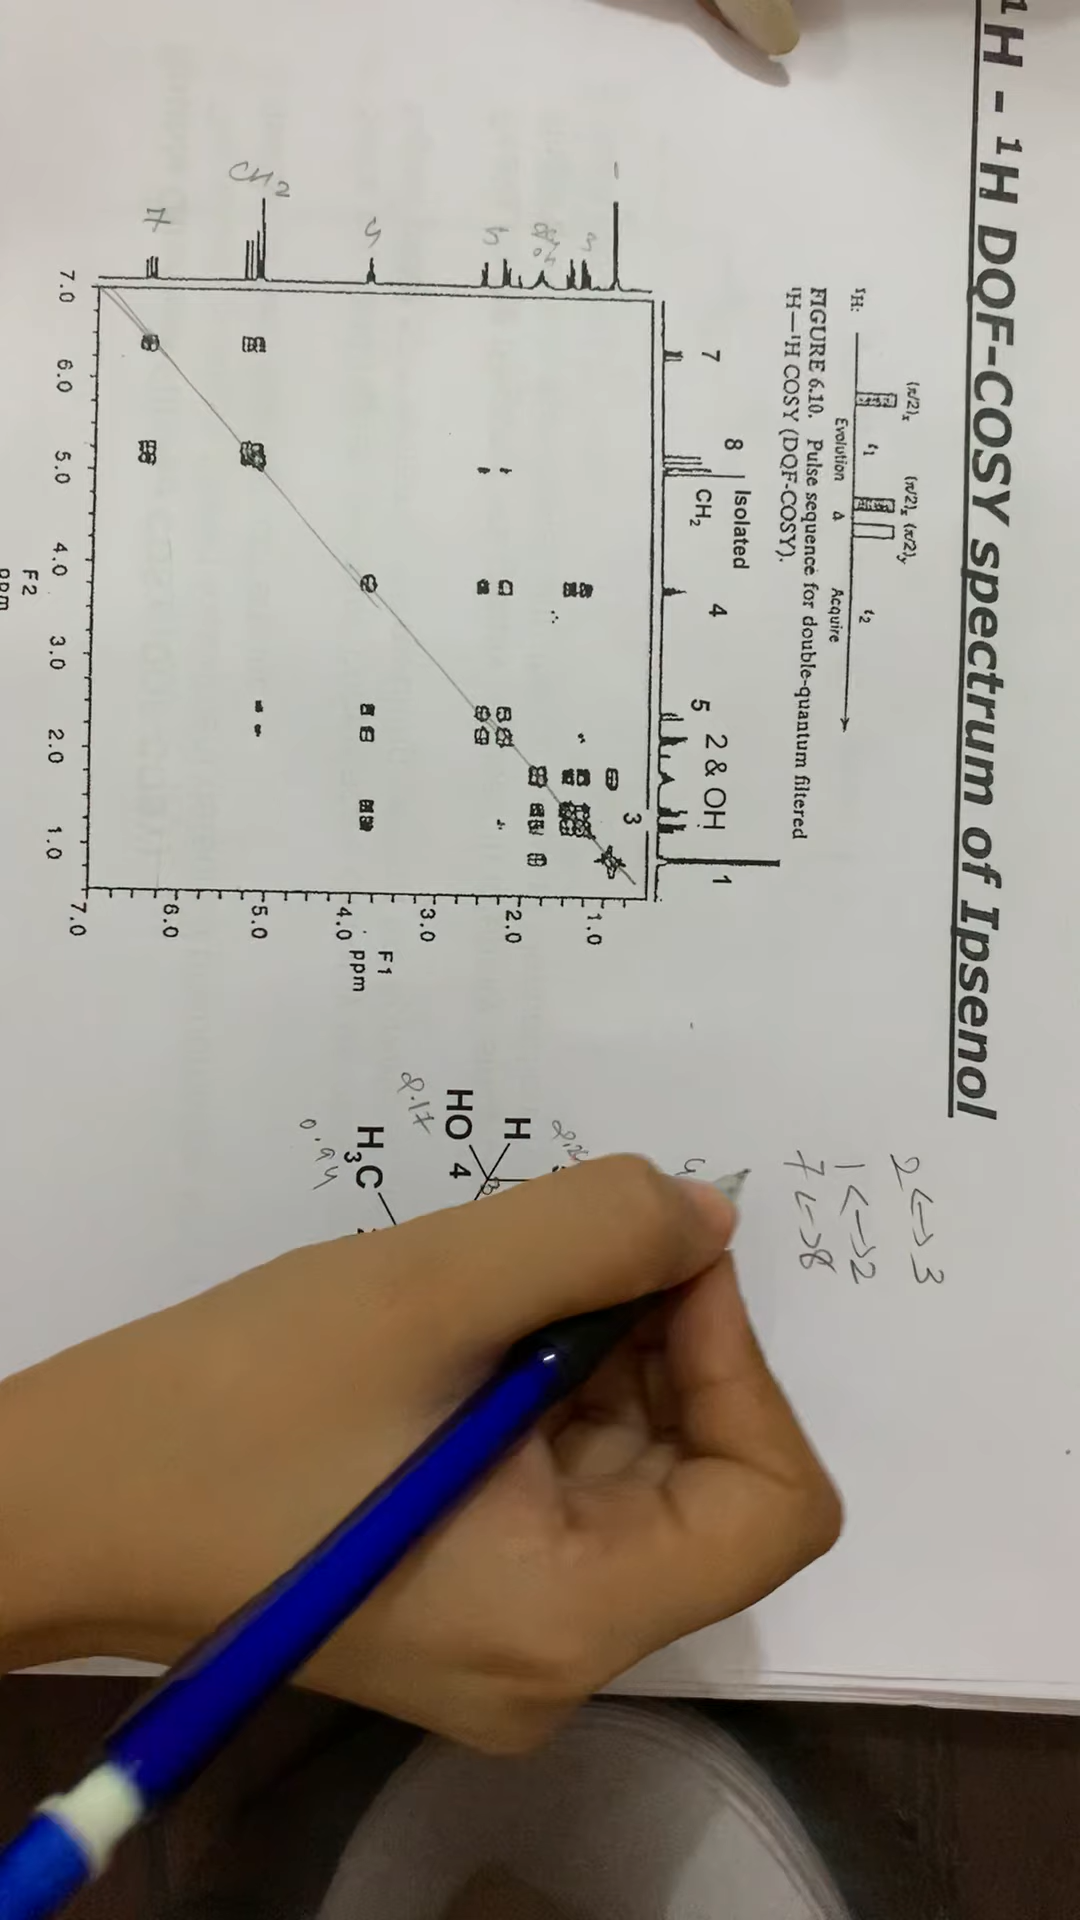 ¹H - ¹H DQF-COSY spectrum of Ipsenol
(π/2)ₓ (π/2)ₓ (π/2)ᵧ
¹H: t₁ t₂
Evolution Δ Acquire
FIGURE 6.10. Pulse sequence for double-quantum filtered
¹H—¹H COSY (DQF-COSY).
7 8 Isolated CH₂ 4 5 2 & OH 3 1
CH2
7
4
5
3
1.0
2.0
3.0
4.0
5.0
6.0
7.0
F1
ppm
7.0 6.0 5.0 4.0 3.0 2.0 1.0
F2
ppm
2<->3
1<->2
7<->8
4
H
HO 4
3
2.17
H₃C
0.94